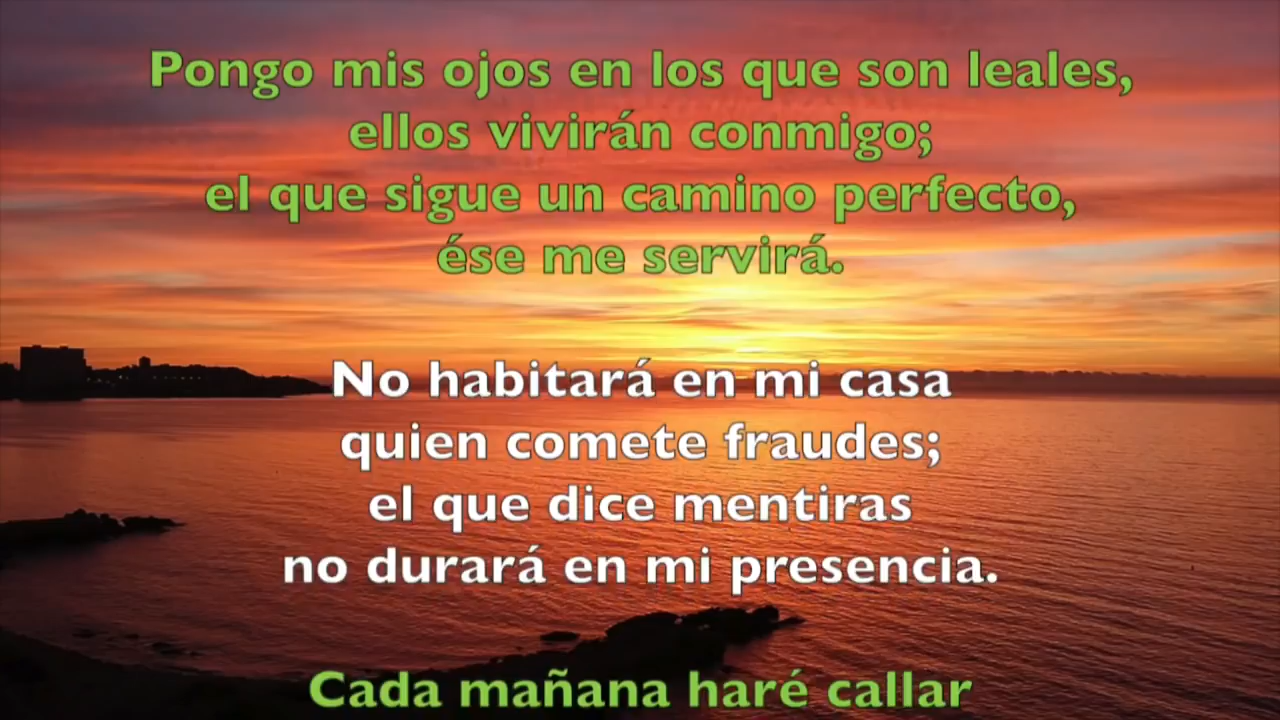 Pongo mis ojos en los que son leales,
ellos vivirán conmigo;
el que sigue un camino perfecto,
ése me servirá.
No habitará en mi casa
quien comete fraudes;
el que dice mentiras
no durará en mi presencia.
Cada mañana haré callar